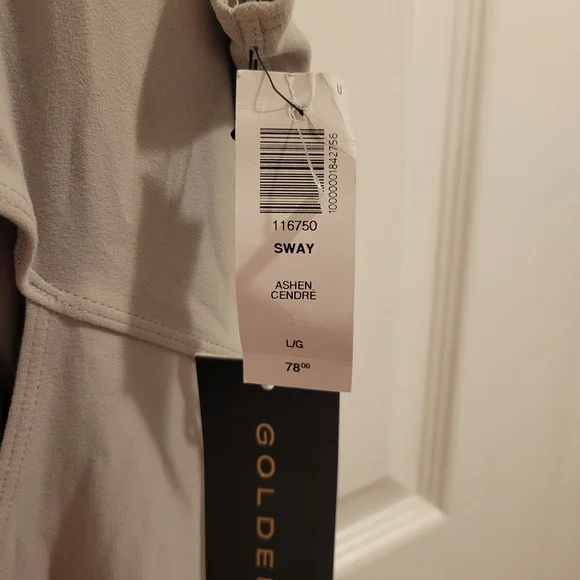 U
10000001842756
116750
SWAY
ASHEN
CENDRÉ
L/G
78⁰⁰
GOLDE